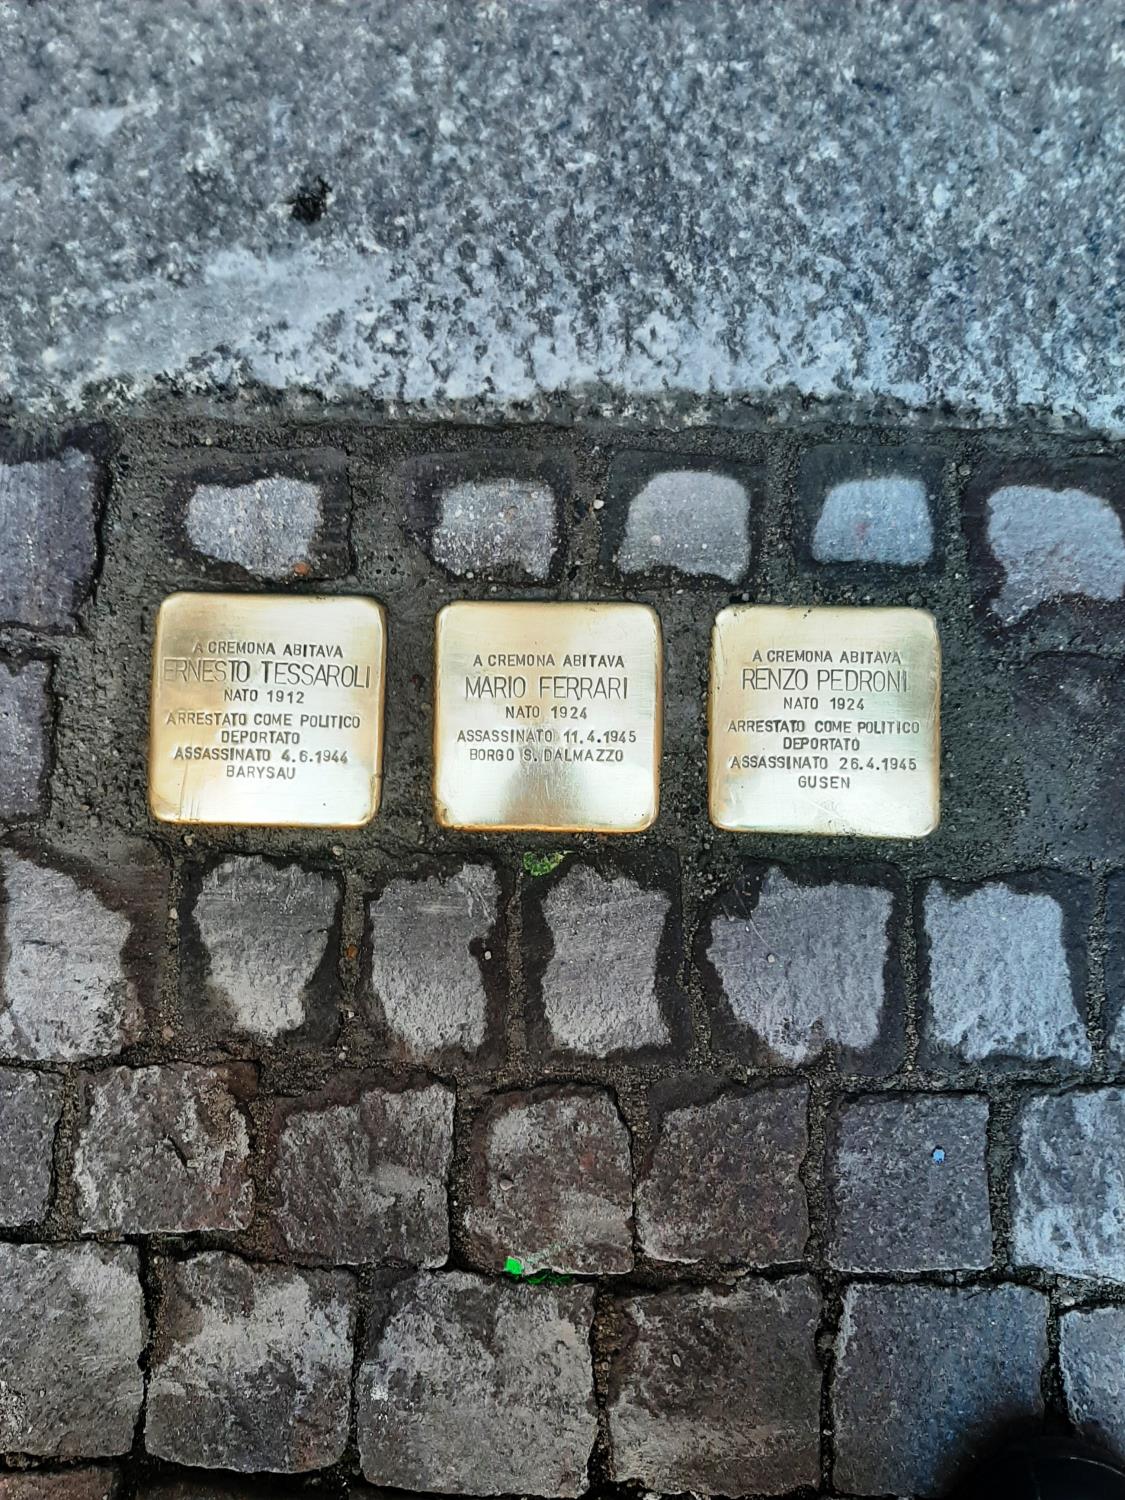 A CREMONA ABITAVA
ERNESTO TESSAROLI
NATO 1912
ARRESTATO COME POLITICO
DEPORTATO
ASSASSINATO 4.6.1944
BARYSAU
A CREMONA ABITAVA
MARIO FERRARI
NATO 1924
ASSASSINATO 11.4.1945
BORGO S. DALMAZZO
A CREMONA ABITAVA
RENZO PEDRONI
NATO 1924
ARRESTATO COME POLITICO
DEPORTATO
ASSASSINATO 26.4.1945
GUSEN